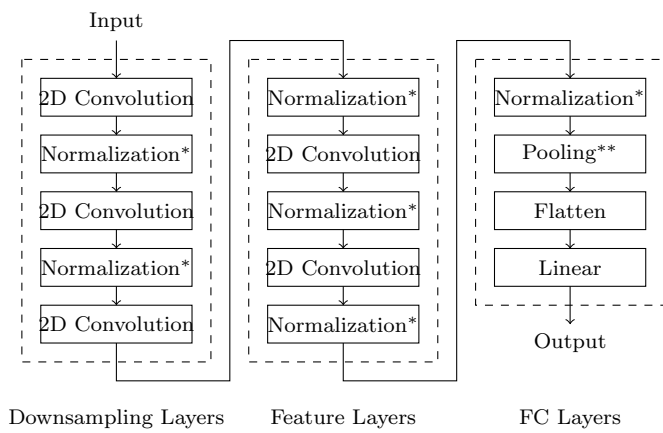 Input
2D Convolution
Normalization*
2D Convolution
Normalization*
2D Convolution
Downsampling Layers
Normalization*
2D Convolution
Normalization*
2D Convolution
Normalization*
Feature Layers
Normalization*
Pooling**
Flatten
Linear
Output
FC Layers